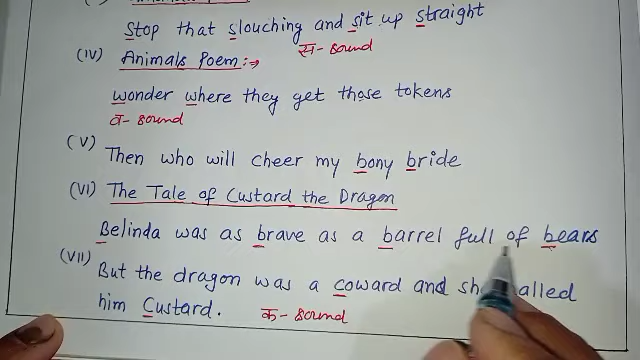 Stop that slouching and sit up straight
स - sound
(IV) Animals Poem :→
wonder where they get those tokens
व - sound
(V) Then who will cheer my bony bride
(VI) The Tale of Custard the Dragon
Belinda was as brave as a barrel full of bears
(VII) But the dragon was a coward and
him Custard. क - sound